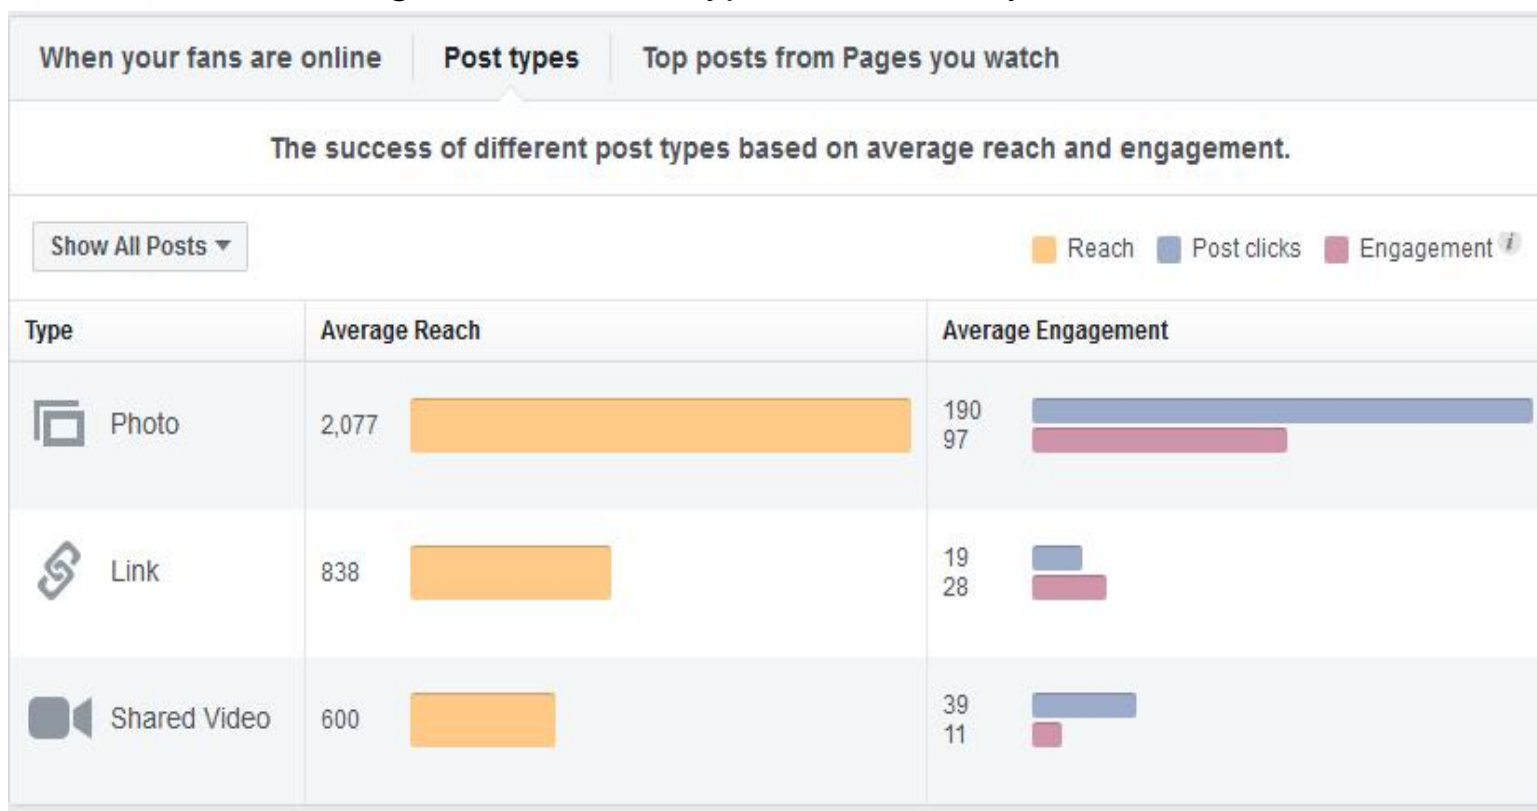 When your fans are online Post types Top posts from Pages you watch
The success of different post types based on average reach and engagement.
Show All Posts Reach Post clicks Engagement i
Type Average Reach Average Engagement
Photo 2,077 190
97
Link 838 19
28
Shared Video 600 39
11